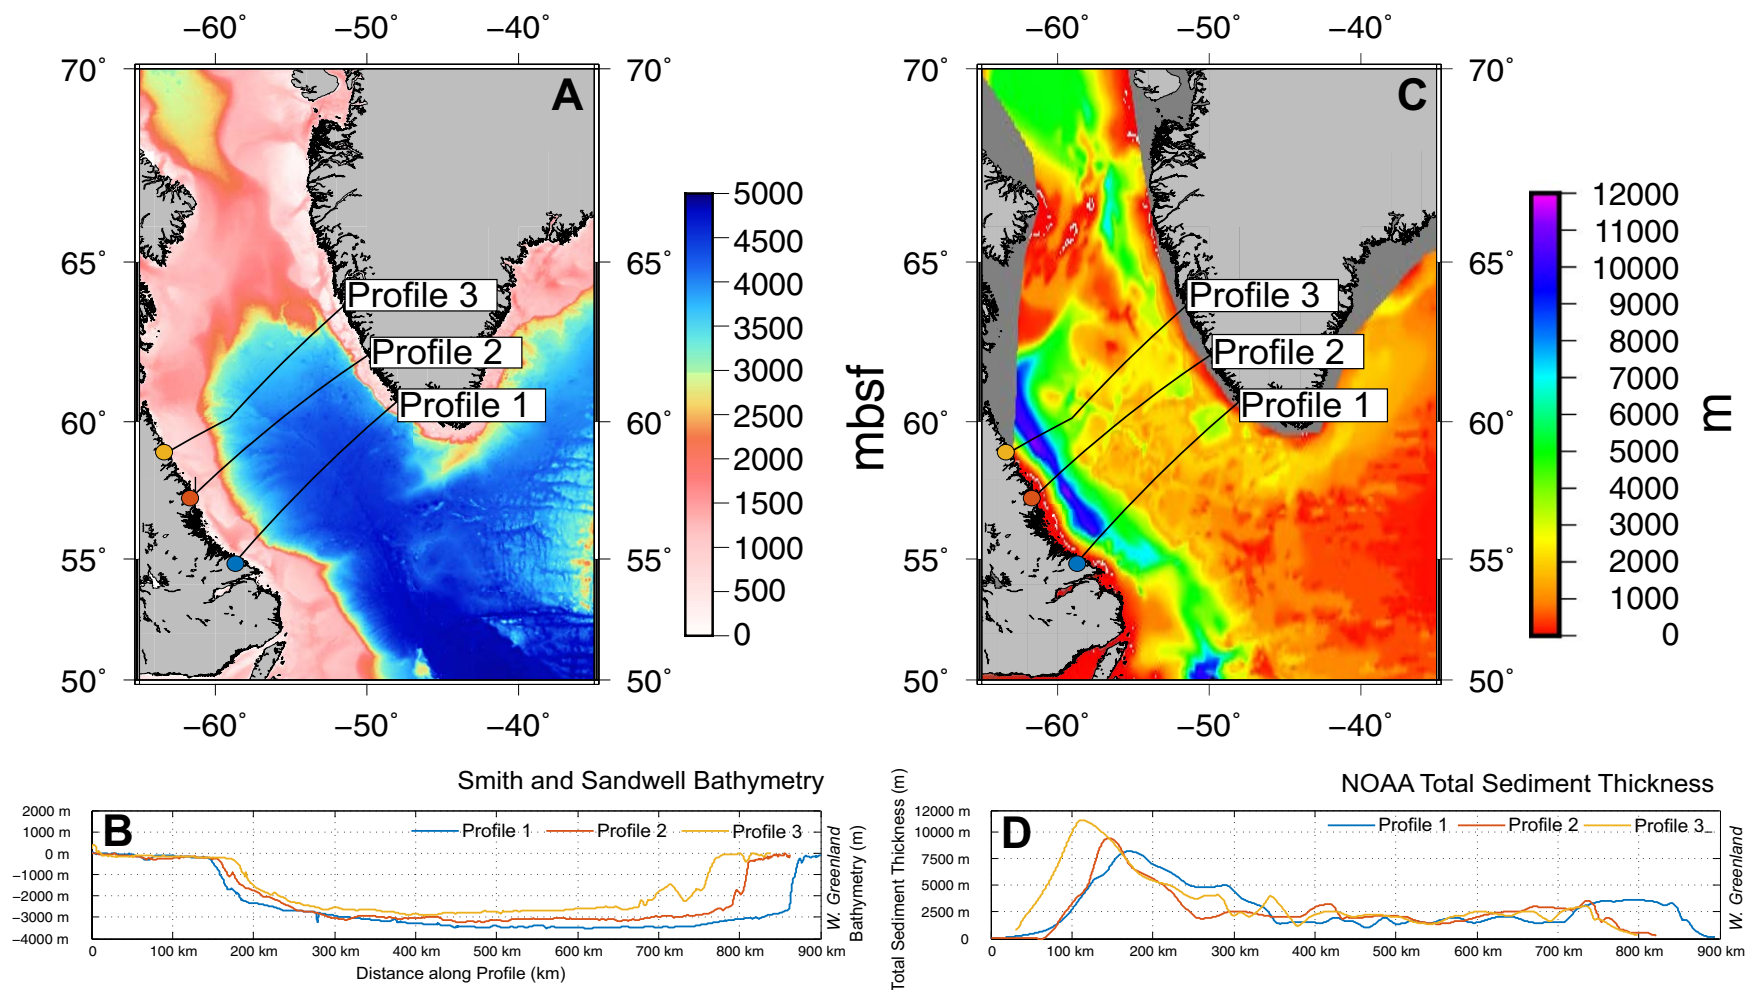 −60° −50° −40°
−60° −50° −40°
70° A 70° 70° C 70°
5000
4500
4000
3500
3000
2500
2000
1500
1000
500
0
mbsf
12000
11000
10000
9000
8000
7000
6000
5000
4000
3000
2000
1000
0
m
65° 65° 65° 65°
Profile 3 Profile 3
Profile 2 Profile 2
Profile 1 Profile 1
60° 60° 60° 60°
55° 55° 55° 55°
50° 50° 50° 50°
−60° −50° −40°
−60° −50° −40°
Smith and Sandwell Bathymetry
2000 m
1000 m
0 m
−1000 m
−2000 m
−3000 m
−4000 m
B
Profile 1 Profile 2 Profile 3
W. Greenland
Bathymetry (m)
0 100 km 200 km 300 km 400 km 500 km 600 km 700 km 800 km 900 km
Distance along Profile (km)
NOAA Total Sediment Thickness
Total Sediment Thickness (m)
12000 m
10000 m
7500 m
5000 m
2500 m
0
D
Profile 1 Profile 2 Profile 3
W. Greenland
0 100 km 200 km 300 km 400 km 500 km 600 km 700 km 800 km 900 km